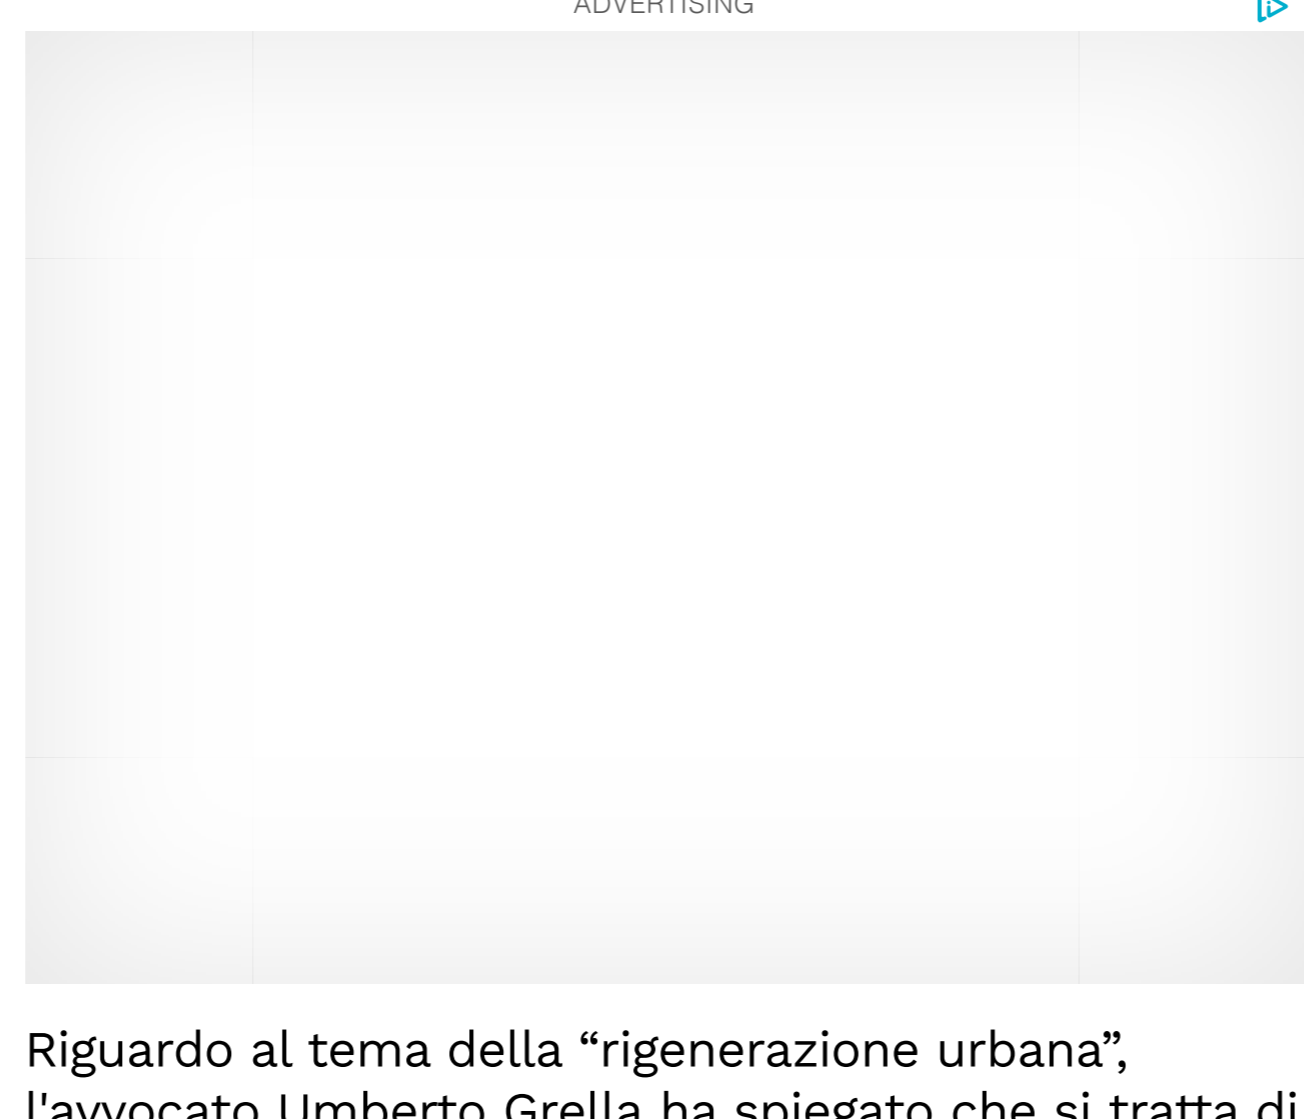 ADVERTISING
Riguardo al tema della “rigenerazione urbana”,
l'avvocato Umberto Grella ha spiegato che si tratta di